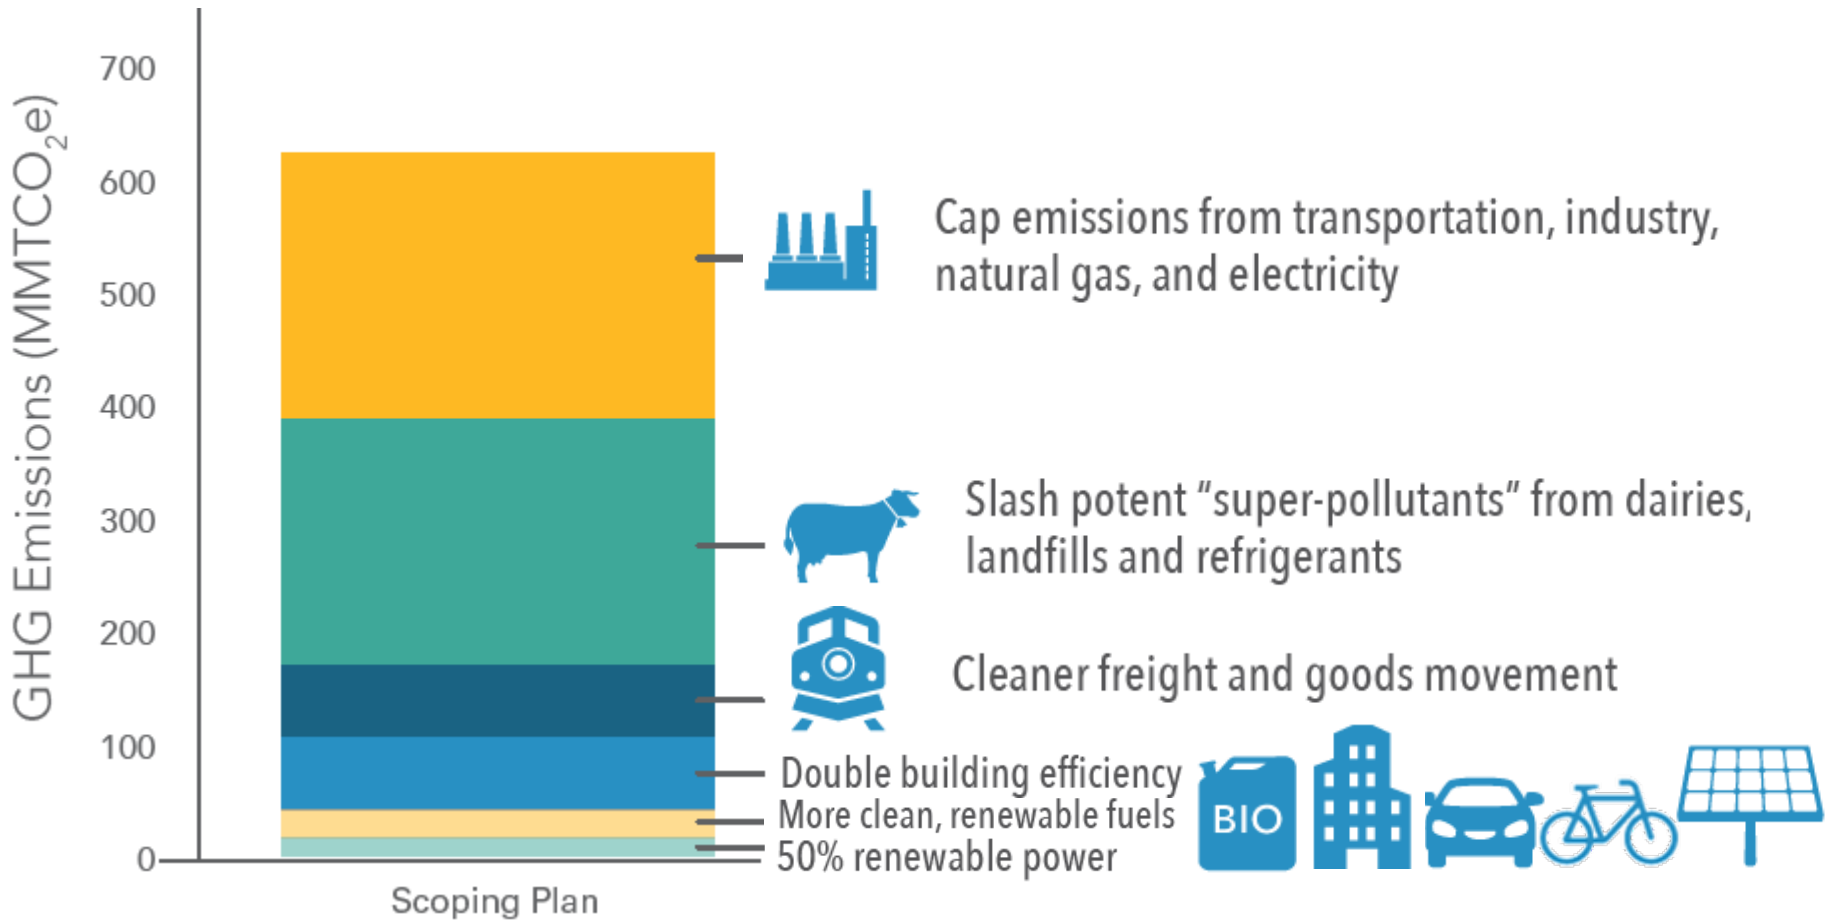 GHG Emissions (MMTCO₂e)
700
600
500
400
300
200
100
0
Cap emissions from transportation, industry,
natural gas, and electricity
Slash potent “super-pollutants” from dairies,
landfills and refrigerants
Cleaner freight and goods movement
Double building efficiency
More clean, renewable fuels
50% renewable power
BIO
Scoping Plan